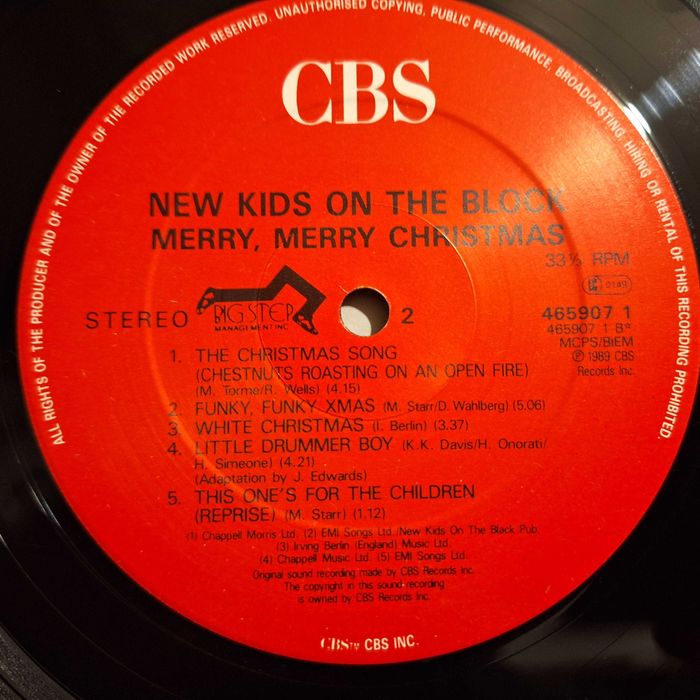 ALL RIGHTS OF THE PRODUCER AND OF THE OWNER OF THE RECORDED WORK RESERVED. UNAUTHORISED COPYING, PUBLIC PERFORMANCE, BROADCASTING, HIRING OR RENTAL OF THIS RECORDING PROHIBITED.
CBS
NEW KIDS ON THE BLOCK
MERRY, MERRY CHRISTMAS
33⅓ RPM
0149
STEREO
BIG STEP
MANAGEMENT INC
2
465907 1
465907 1 B*
MCPS/BIEM
℗ 1989 CBS
Records Inc.
1. THE CHRISTMAS SONG
(CHESTNUTS ROASTING ON AN OPEN FIRE)
(M. Torme/R. Wells) (4.15)
2. FUNKY, FUNKY XMAS (M. Starr/D. Wahlberg) (5.06)
3. WHITE CHRISTMAS (I. Berlin) (3.37)
4. LITTLE DRUMMER BOY (K.K. Davis/H. Onorati/
H. Simeone) (4.21)
(Adaptation by J. Edwards)
5. THIS ONE'S FOR THE CHILDREN
(REPRISE) (M. Starr) (1.12)
(1) Chappell Morris Ltd. (2) EMI Songs Ltd./New Kids On The Black Pub.
(3) Irving Berlin (England) Music Ltd.
(4) Chappell Music Ltd. (5) EMI Songs Ltd.
Original sound recording made by CBS Records Inc.
The copyright in this sound recording
is owned by CBS Records Inc.
CBS TM CBS INC.